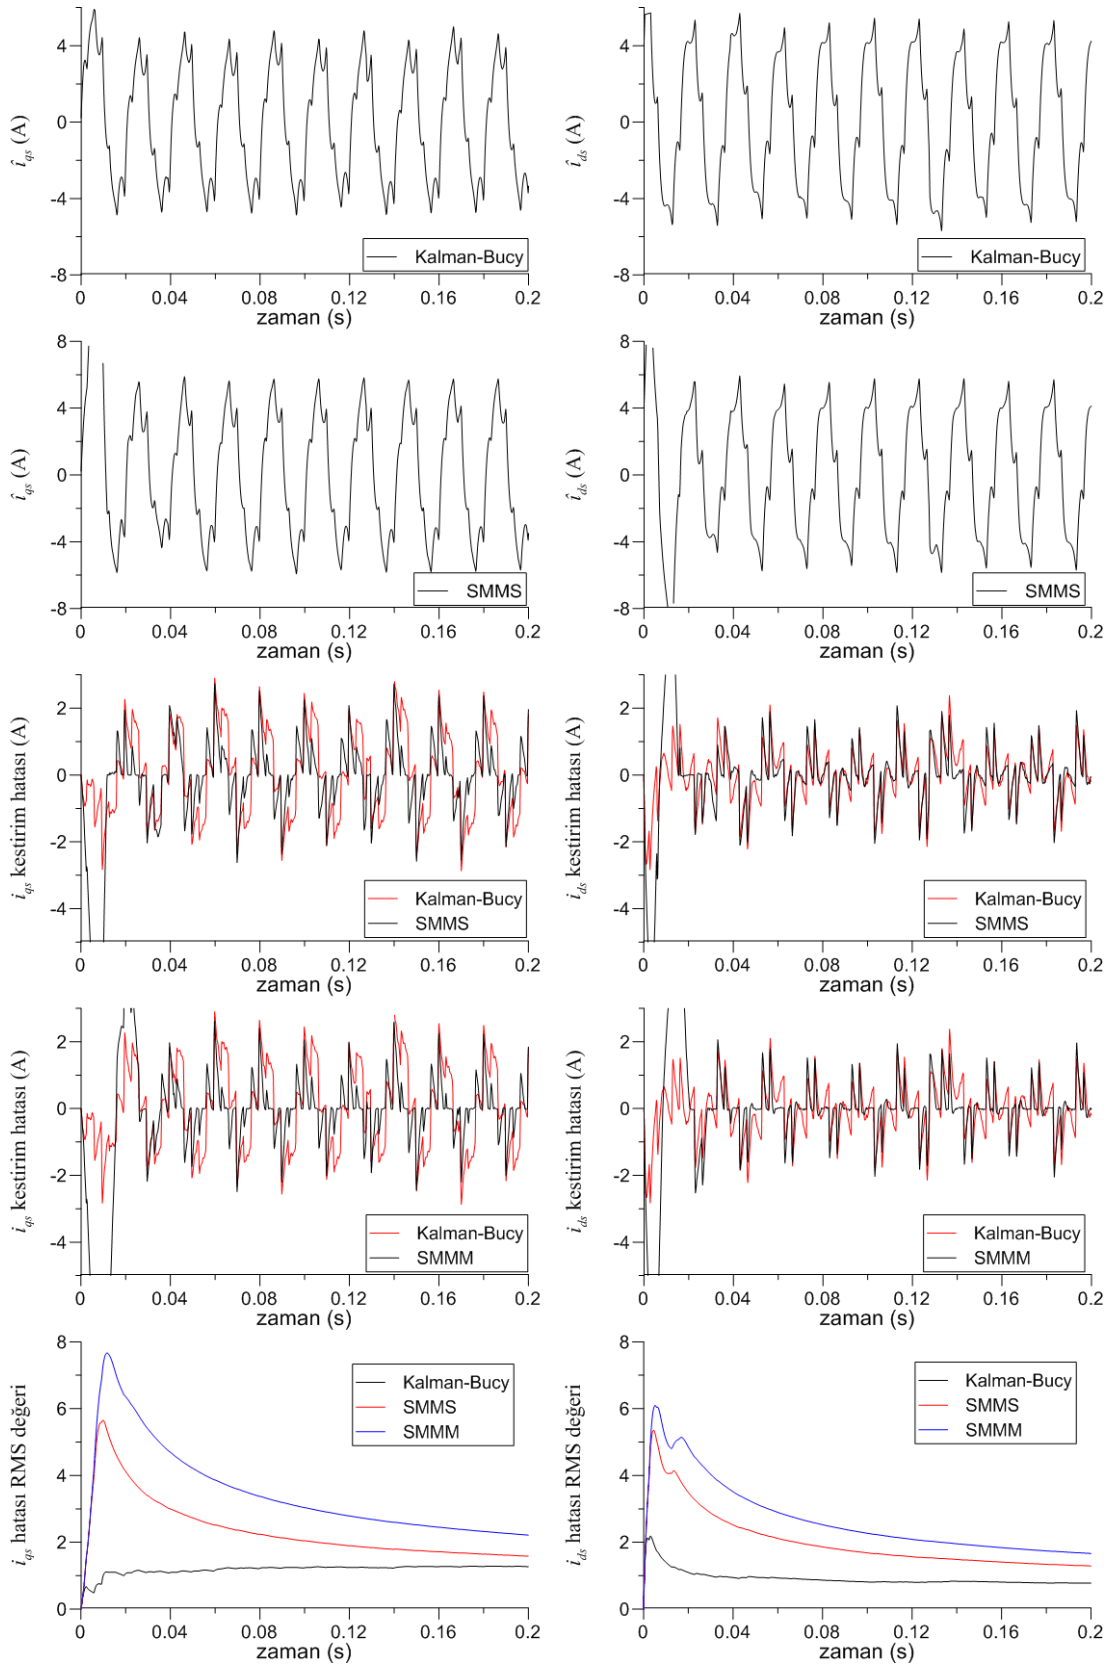 4
0
-4
-8
î_qs (A)
Kalman-Bucy
0 0.04 0.08 0.12 0.16 0.2
zaman (s)
4
0
-4
-8
î_ds (A)
Kalman-Bucy
0 0.04 0.08 0.12 0.16 0.2
zaman (s)
8
4
0
-4
-8
î_qs (A)
SMMS
0 0.04 0.08 0.12 0.16 0.2
zaman (s)
8
4
0
-4
-8
î_ds (A)
SMMS
0 0.04 0.08 0.12 0.16 0.2
zaman (s)
2
0
-2
-4
i_qs kestirim hatası (A)
Kalman-Bucy
SMMS
0 0.04 0.08 0.12 0.16 0.2
zaman (s)
2
0
-2
-4
i_ds kestirim hatası (A)
Kalman-Bucy
SMMS
0 0.04 0.08 0.12 0.16 0.2
zaman (s)
2
0
-2
-4
i_qs kestirim hatası (A)
Kalman-Bucy
SMMM
0 0.04 0.08 0.12 0.16 0.2
zaman (s)
2
0
-2
-4
i_ds kestirim hatası (A)
Kalman-Bucy
SMMM
0 0.04 0.08 0.12 0.16 0.2
zaman (s)
8
6
4
2
0
i_qs hatası RMS değeri
Kalman-Bucy
SMMS
SMMM
0 0.04 0.08 0.12 0.16 0.2
zaman (s)
8
6
4
2
0
i_ds hatası RMS değeri
Kalman-Bucy
SMMS
SMMM
0 0.04 0.08 0.12 0.16 0.2
zaman (s)